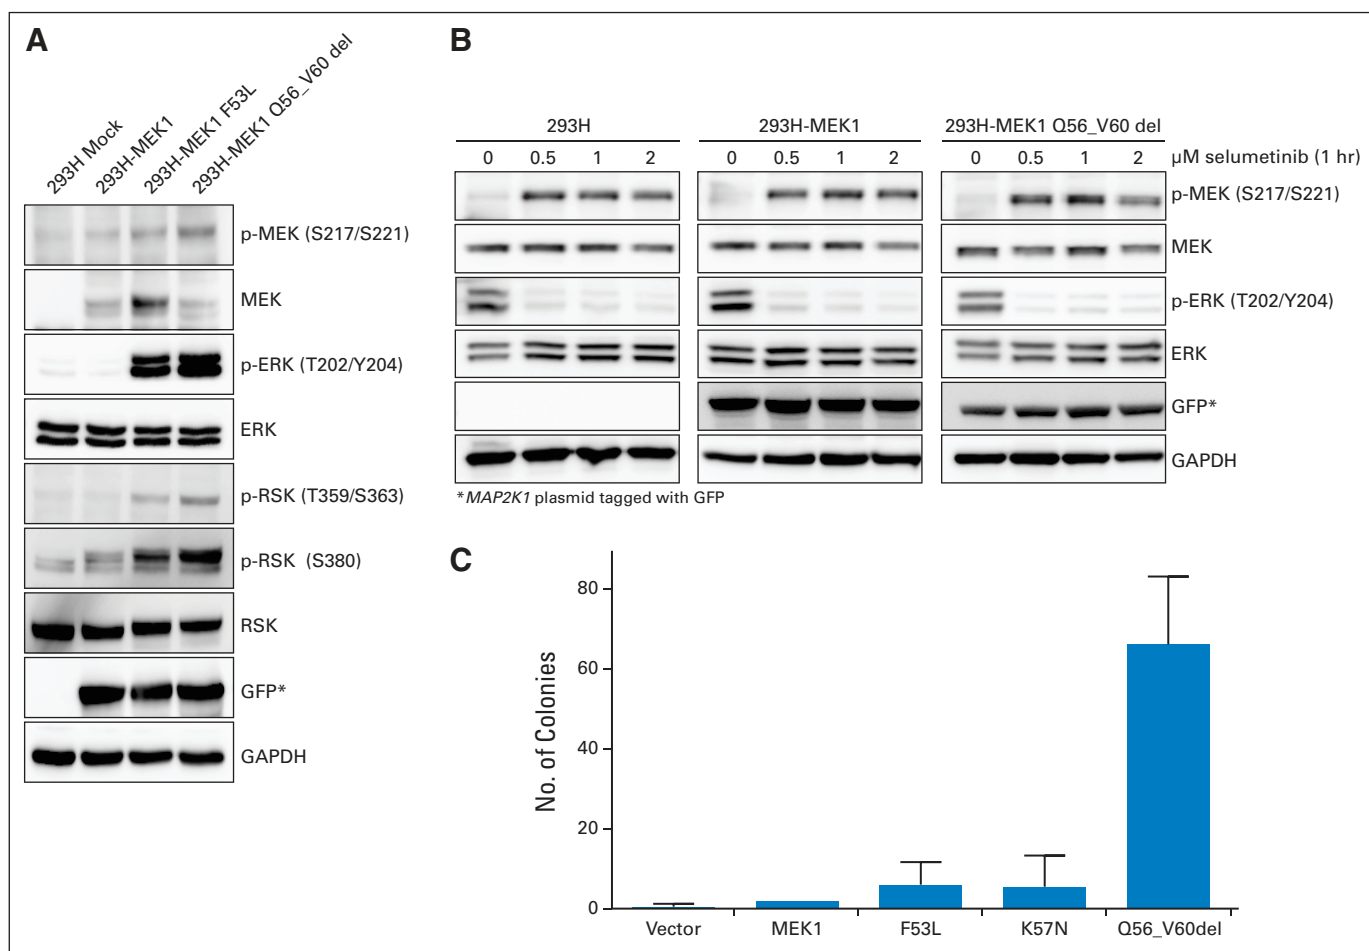 A
293H Mock
293H-MEK1
293H-MEK1 F53L
293H-MEK1 Q56_V60 del
p-MEK (S217/S221)
MEK
p-ERK (T202/Y204)
ERK
p-RSK (T359/S363)
p-RSK (S380)
RSK
GFP*
GAPDH
B
293H 293H-MEK1 293H-MEK1 Q56_V60 del
0 0.5 1 2 0 0.5 1 2 0 0.5 1 2 µM selumetinib (1 hr)
p-MEK (S217/S221)
MEK
p-ERK (T202/Y204)
ERK
GFP*
GAPDH
*MAP2K1 plasmid tagged with GFP
C
No. of Colonies
80
60
40
20
0
Vector MEK1 F53L K57N Q56_V60del